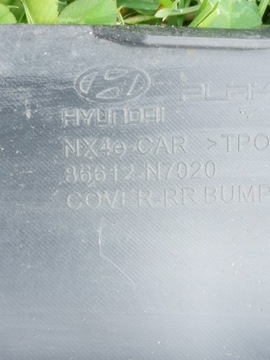 HYUNDAI
NX4e-CAR >TPO
86612-N7020
COVER-RR BUMP